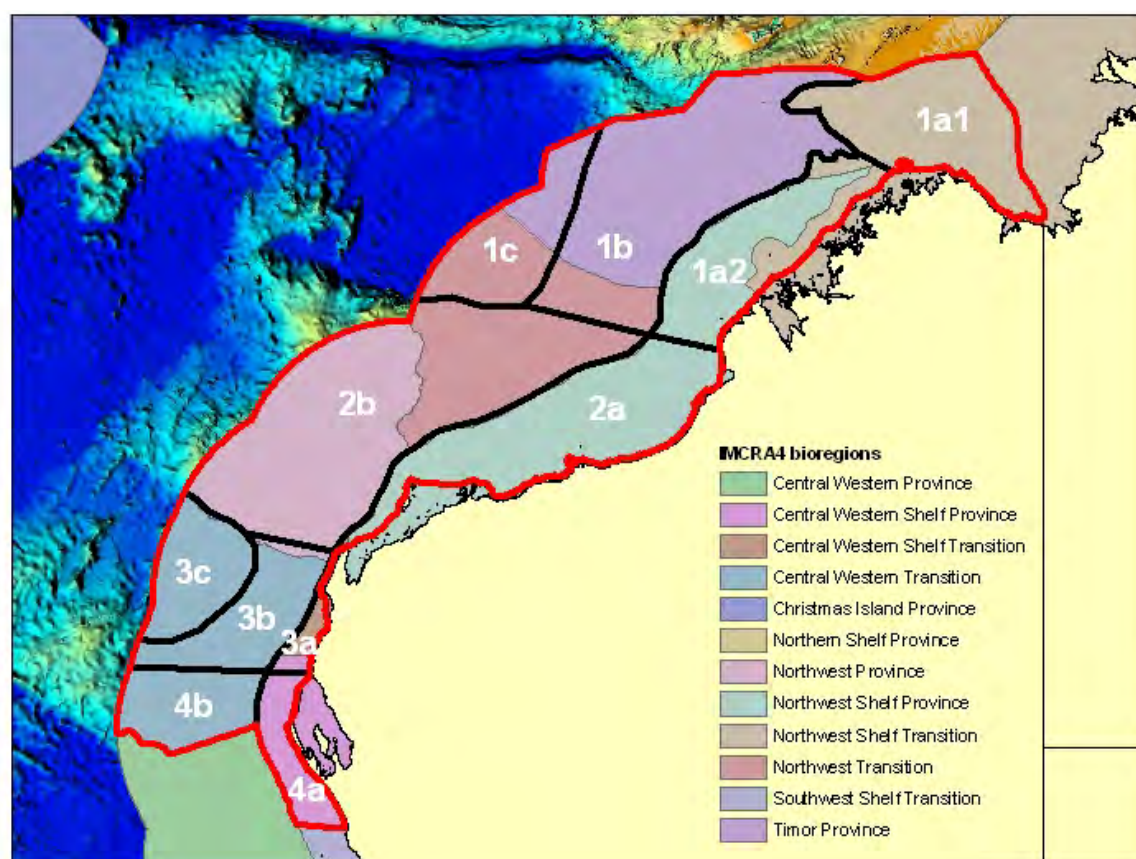 1a1
1c
1b
1a2
2b
2a
3c
3b
3a
4b
4a
IMCRA4 bioregions
Central Western Province
Central Western Shelf Province
Central Western Shelf Transition
Central Western Transition
Christmas Island Province
Northern Shelf Province
Northwest Province
Northwest Shelf Province
Northwest Shelf Transition
Northwest Transition
Southwest Shelf Transition
Timor Province